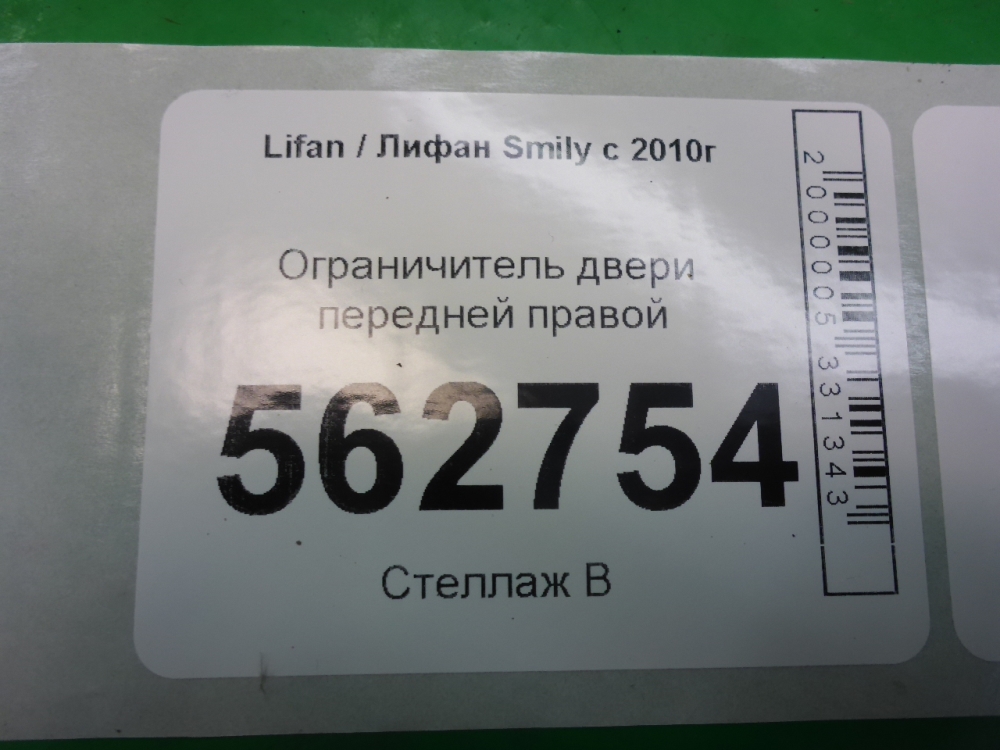 Lifan / Лифан Smily с 2010г
Ограничитель двери
передней правой
562754
Стеллаж В
2000005331343